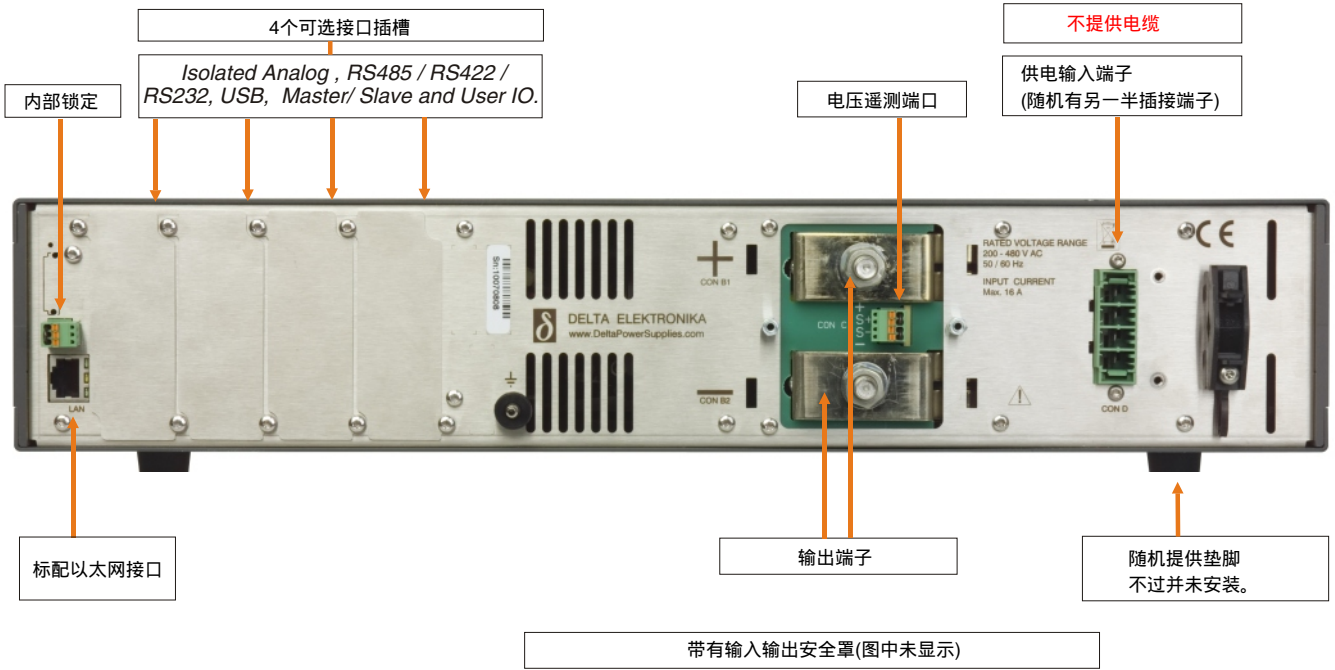 4个可选接口插槽
不提供电缆
Isolated Analog , RS485 / RS422 /
RS232, USB, Master/ Slave and User IO.
供电输入端子
(随机有另一半插接端子)
内部锁定
电压遥测端口
RATED VOLTAGE RANGE
200 - 480 V AC
50 / 60 Hz
INPUT CURRENT
Max. 16 A
CE
Sn:10070808
CON B1
+
S+
S-
−
CON C
δ
DELTA ELEKTRONIKA
www.DeltaPowerSupplies.com
LAN
CON B2
CON D
标配以太网接口
输出端子
随机提供垫脚
不过并未安装。
带有输入输出安全罩(图中未显示)